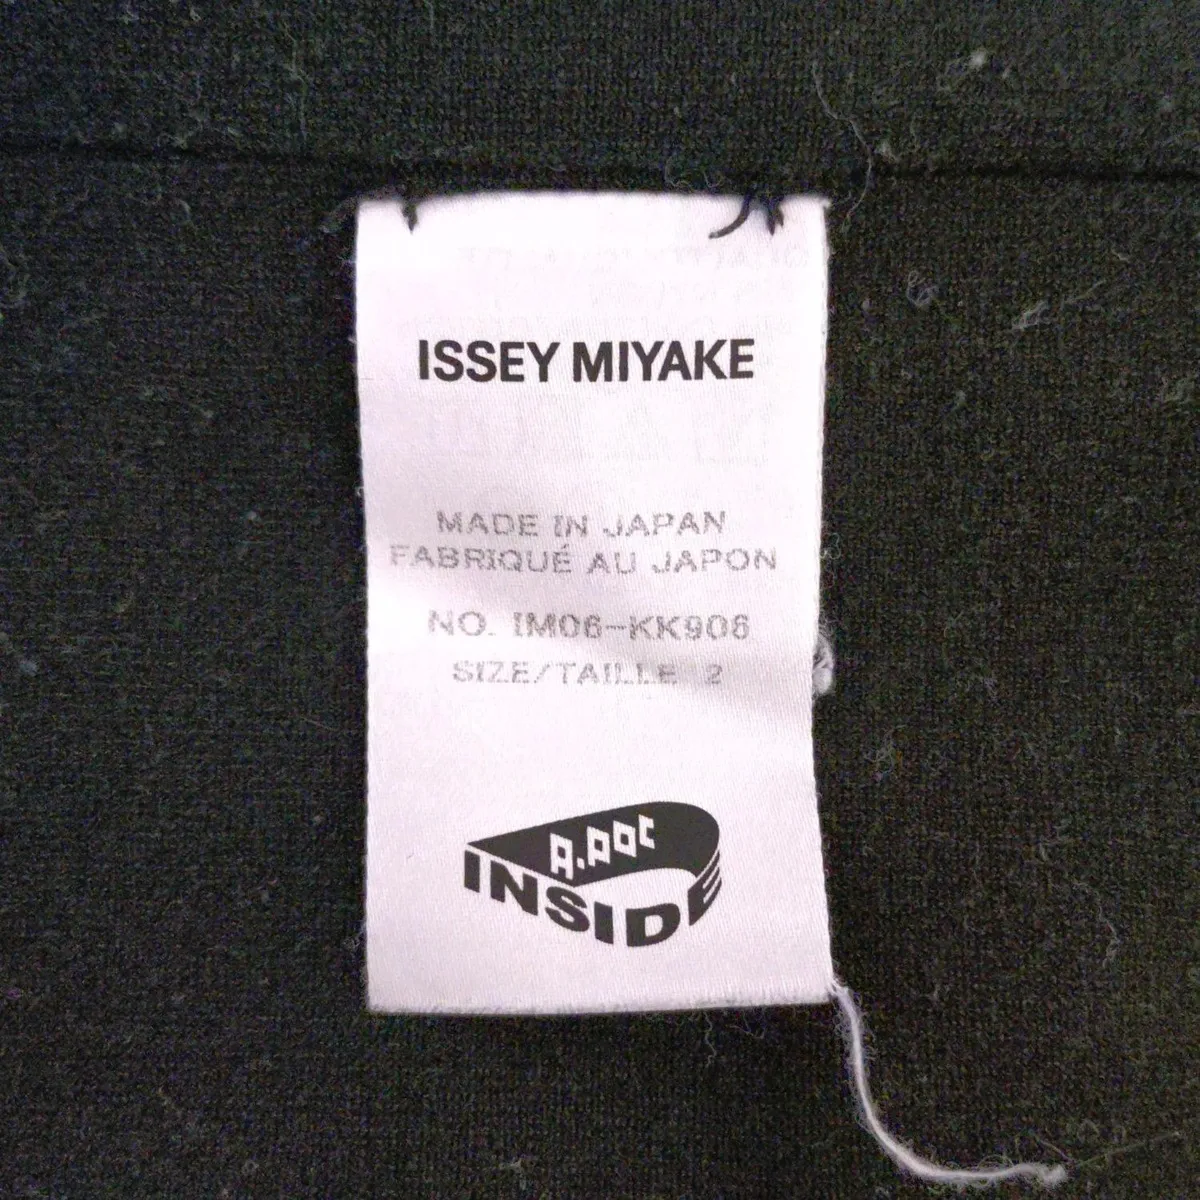 ISSEY MIYAKE
MADE IN JAPAN
FABRIQUÉ AU JAPON
NO. IM06-KK906
SIZE/TAILLE 2
A.POC
INSIDE